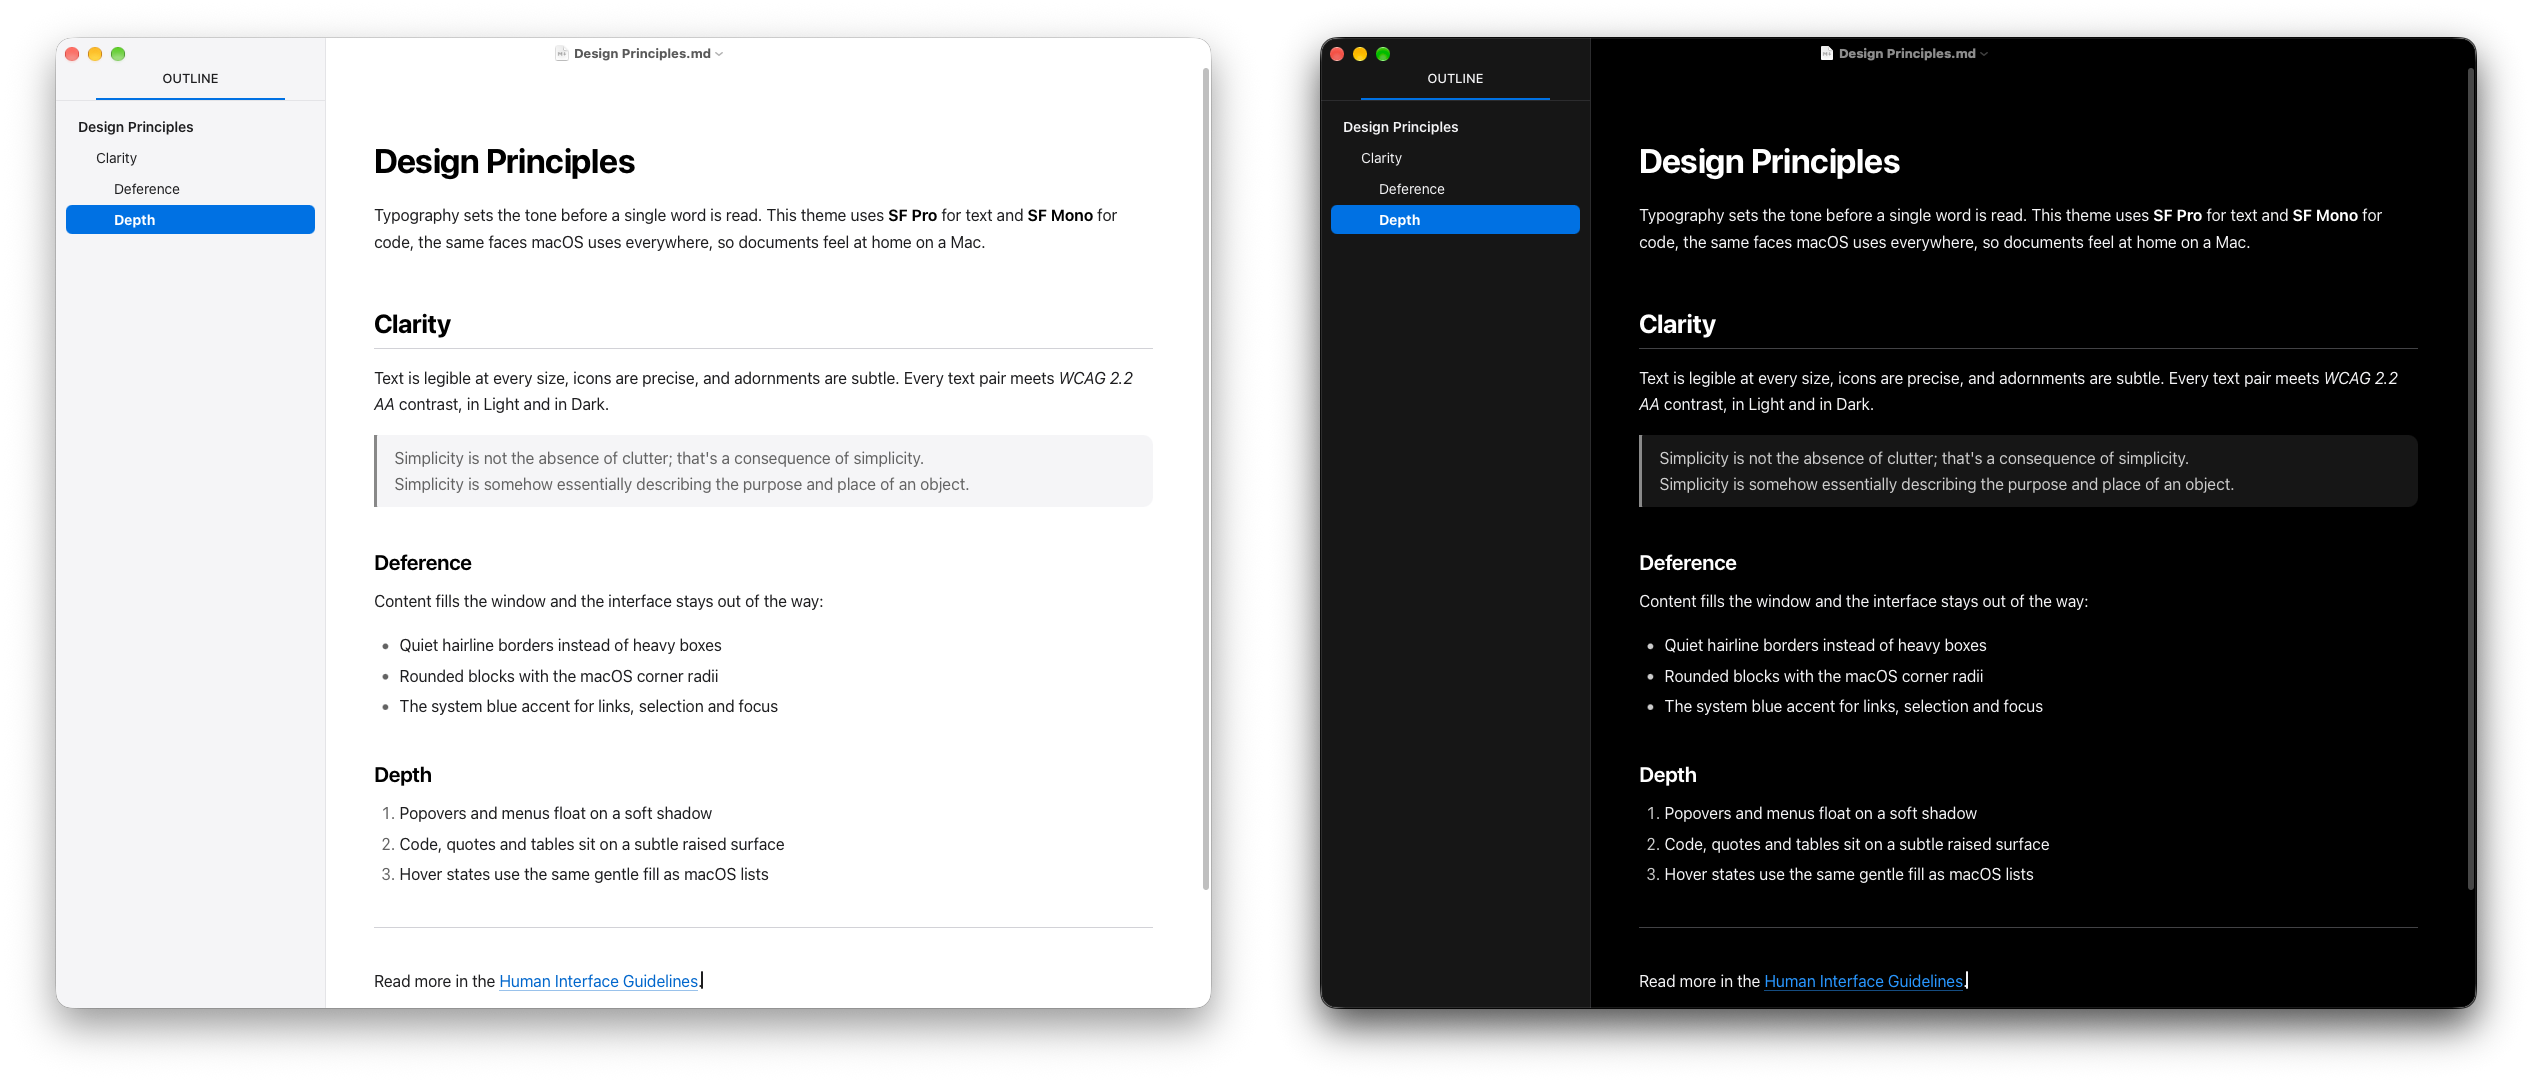 Design Principles.md
OUTLINE
Design Principles
Clarity
Deference
Depth
Design Principles
Typography sets the tone before a single word is read. This theme uses SF Pro for text and SF Mono for
code, the same faces macOS uses everywhere, so documents feel at home on a Mac.
Clarity
Text is legible at every size, icons are precise, and adornments are subtle. Every text pair meets WCAG 2.2
AA contrast, in Light and in Dark.
Simplicity is not the absence of clutter; that's a consequence of simplicity.
Simplicity is somehow essentially describing the purpose and place of an object.
Deference
Content fills the window and the interface stays out of the way:
• Quiet hairline borders instead of heavy boxes
• Rounded blocks with the macOS corner radii
• The system blue accent for links, selection and focus
Depth
1. Popovers and menus float on a soft shadow
2. Code, quotes and tables sit on a subtle raised surface
3. Hover states use the same gentle fill as macOS lists
Read more in the Human Interface Guidelines.
Design Principles.md
OUTLINE
Design Principles
Clarity
Deference
Depth
Design Principles
Typography sets the tone before a single word is read. This theme uses SF Pro for text and SF Mono for
code, the same faces macOS uses everywhere, so documents feel at home on a Mac.
Clarity
Text is legible at every size, icons are precise, and adornments are subtle. Every text pair meets WCAG 2.2
AA contrast, in Light and in Dark.
Simplicity is not the absence of clutter; that's a consequence of simplicity.
Simplicity is somehow essentially describing the purpose and place of an object.
Deference
Content fills the window and the interface stays out of the way:
• Quiet hairline borders instead of heavy boxes
• Rounded blocks with the macOS corner radii
• The system blue accent for links, selection and focus
Depth
1. Popovers and menus float on a soft shadow
2. Code, quotes and tables sit on a subtle raised surface
3. Hover states use the same gentle fill as macOS lists
Read more in the Human Interface Guidelines.